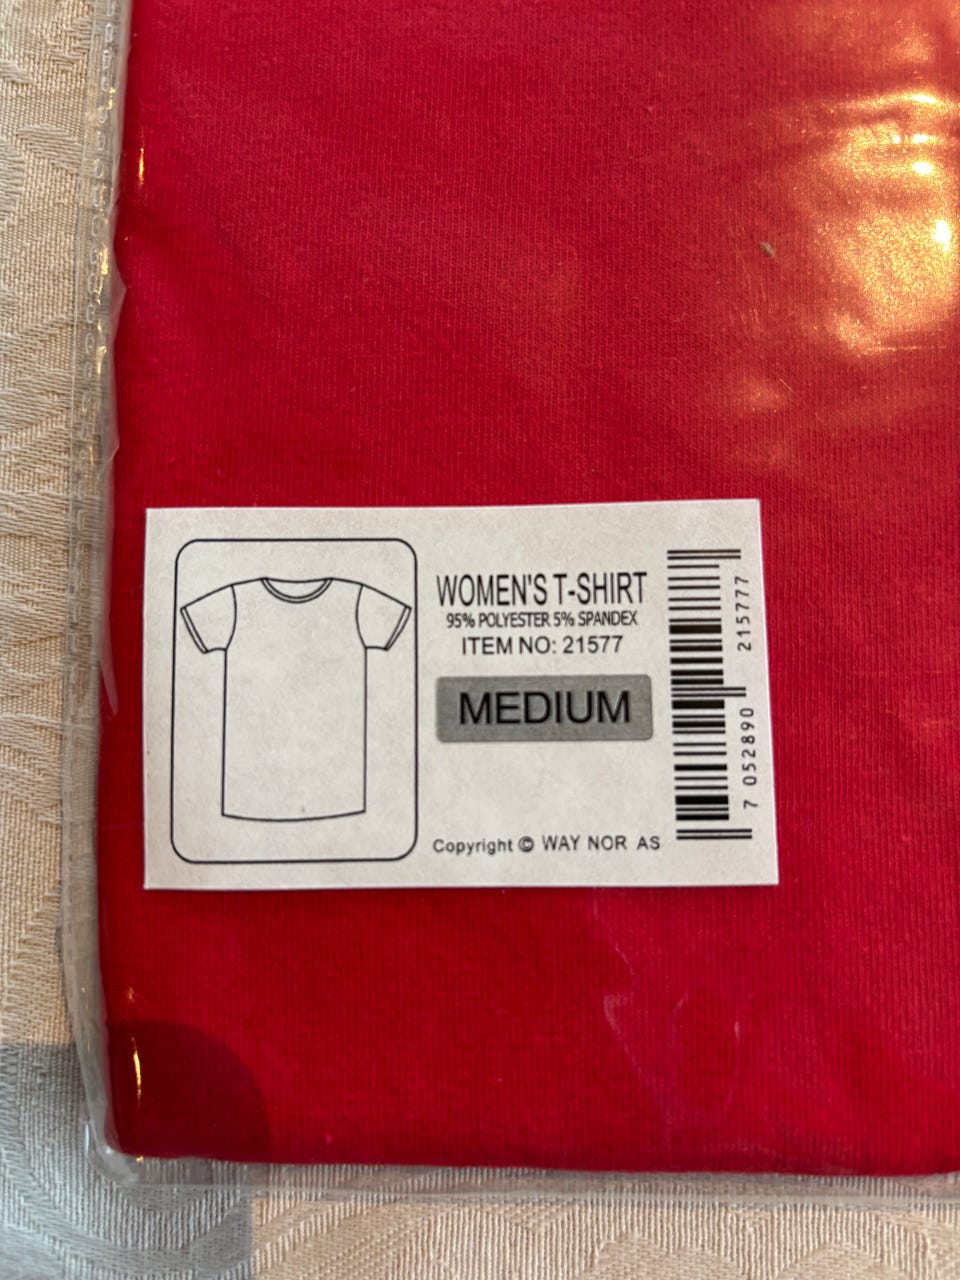 WOMEN'S T-SHIRT
95% POLYESTER 5% SPANDEX
ITEM NO: 21577
MEDIUM
Copyright © WAY NOR AS
7 052890 215777